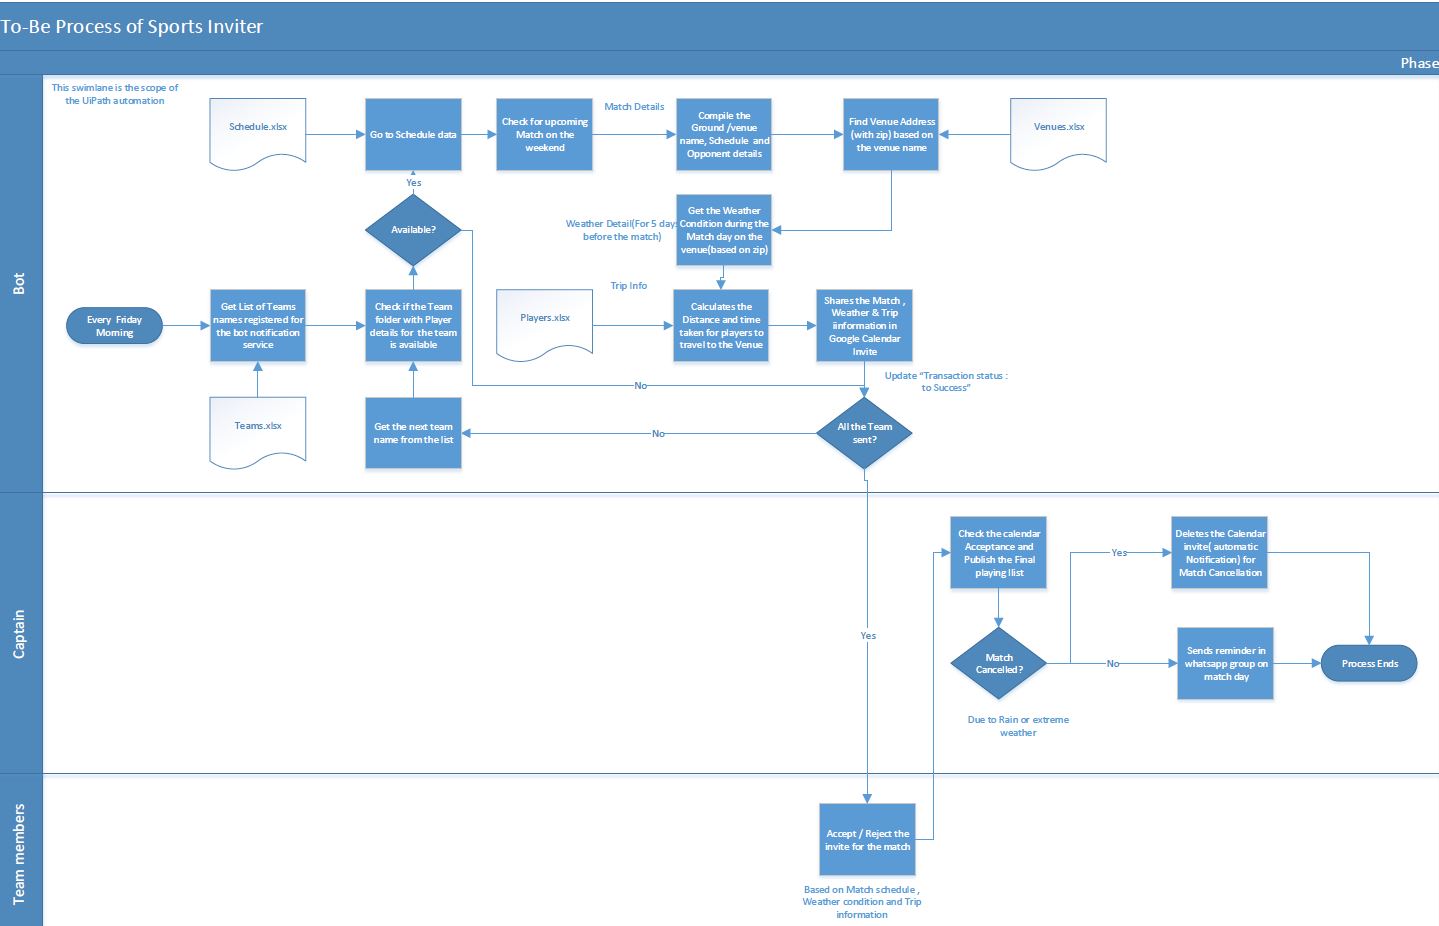 To-Be Process of Sports Inviter
Phase
Bot
This swimlane is the scope of
the UiPath automation
Schedule.xlsx
Go to Schedule data
Check for upcoming
Match on the
weekend
Match Details
Compile the
Ground /venue
name, Schedule and
Opponent details
Find Venue Address
(with zip) based on
the venue name
Venues.xlsx
Yes
Available?
Weather Detail(For 5 day
before the match)
Get the Weather
Condition during the
Match day on the
venue(based on zip)
Every Friday
Morning
Get List of Teams
names registered for
the bot notification
service
Check if the Team
folder with Player
details for the team
is available
Players.xlsx
Trip Info
Calculates the
Distance and time
taken for players to
travel to the Venue
Shares the Match ,
Weather & Trip
iinformation in
Google Calendar
Invite
No
Update “Transaction status :
to Success”
Teams.xlsx
Get the next team
name from the list
No
All the Team
sent?
Captain
Yes
Check the calendar
Acceptance and
Publish the Final
playing llist
Yes
Deletes the Calendar
invite( automatic
Notification) for
Match Cancellation
Match
Cancelled?
No
Sends reminder in
whatsapp group on
match day
Process Ends
Due to Rain or extreme
weather
Team members
Accept / Reject the
invite for the match
Based on Match schedule ,
Weather condition and Trip
information